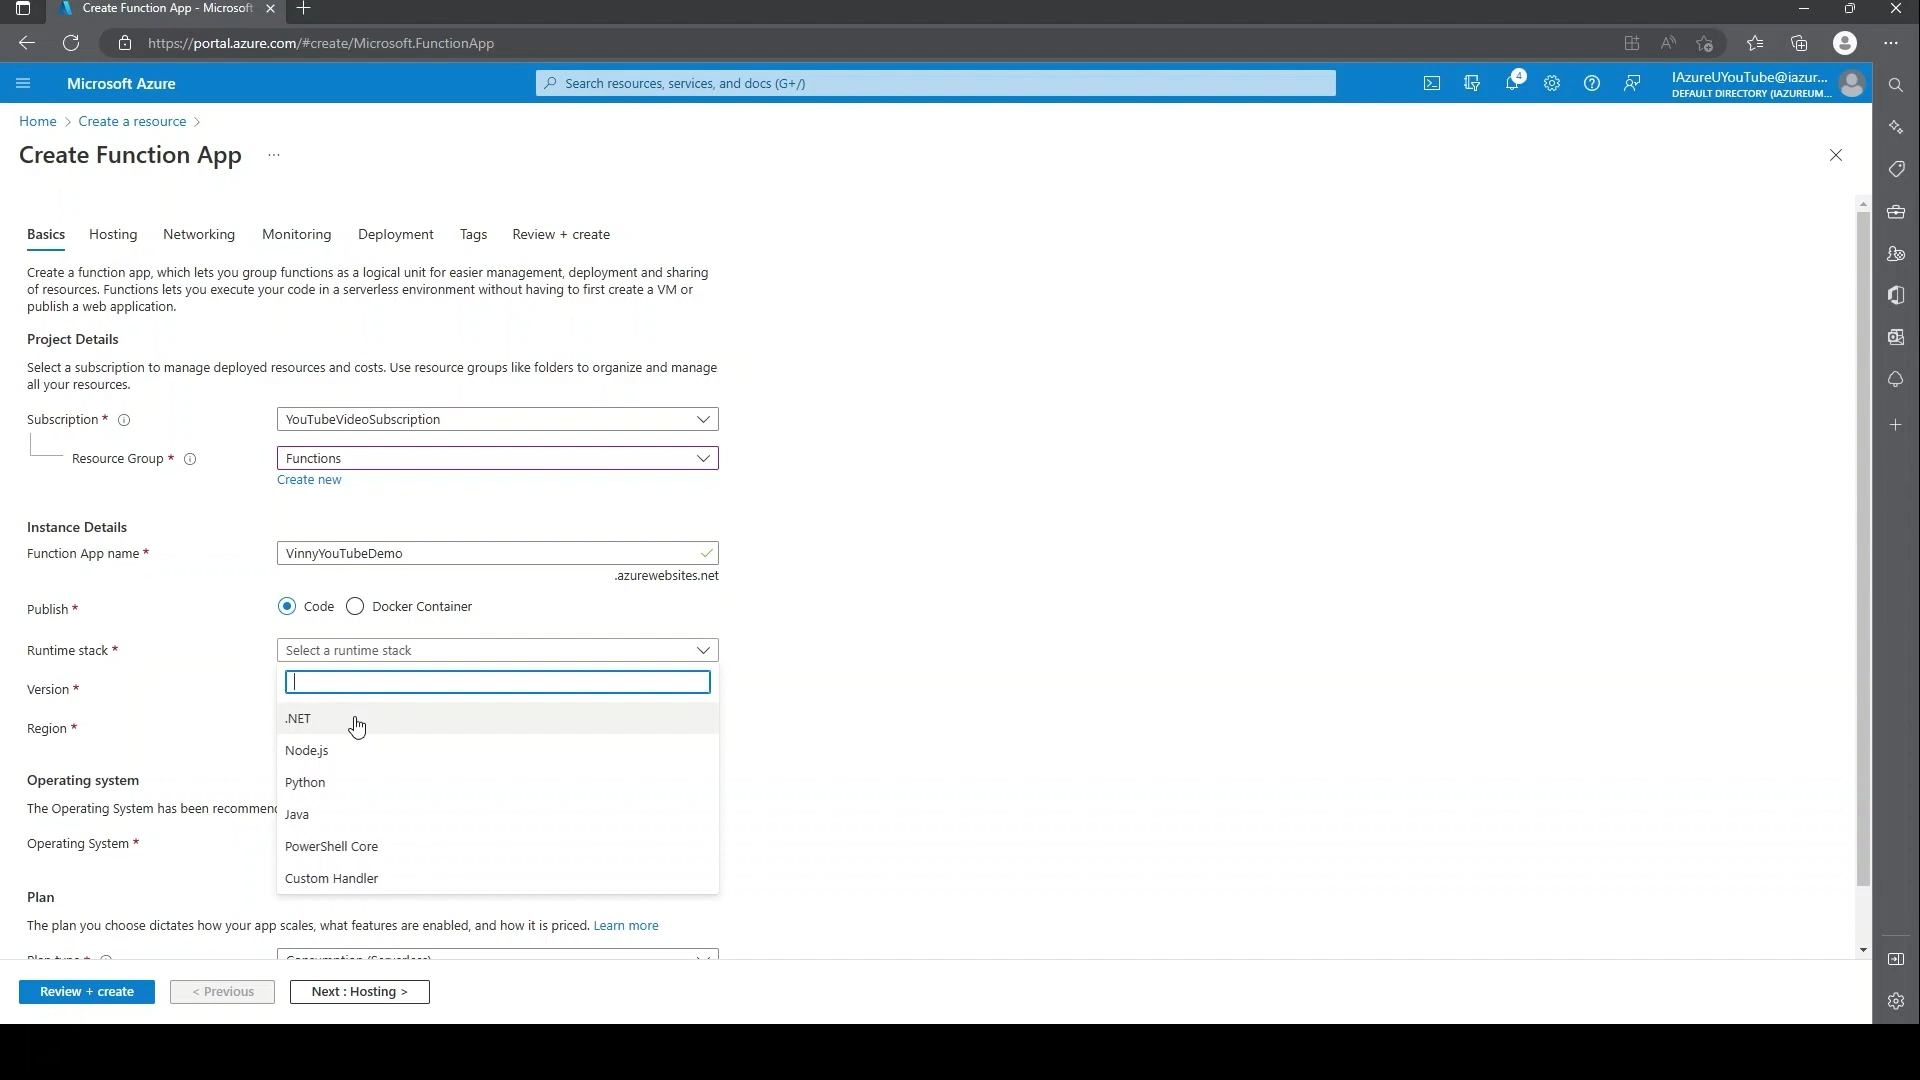 Create Function App - Microsoft
https://portal.azure.com/#create/Microsoft.FunctionApp
Microsoft Azure
Search resources, services, and docs (G+/)
4
IAzureUYouTube@iazur...
DEFAULT DIRECTORY (IAZUREUM...
Home > Create a resource >
Create Function App ...
Basics Hosting Networking Monitoring Deployment Tags Review + create
Create a function app, which lets you group functions as a logical unit for easier management, deployment and sharing
of resources. Functions lets you execute your code in a serverless environment without having to first create a VM or
publish a web application.
Project Details
Select a subscription to manage deployed resources and costs. Use resource groups like folders to organize and manage
all your resources.
Subscription * YouTubeVideoSubscription
Resource Group * Functions
Create new
Instance Details
Function App name * VinnyYouTubeDemo
.azurewebsites.net
Publish * Code Docker Container
Runtime stack * Select a runtime stack
Version *
.NET
Region *
Node.js
Operating system
Python
The Operating System has been recommen
Java
Operating System *
PowerShell Core
Custom Handler
Plan
The plan you choose dictates how your app scales, what features are enabled, and how it is priced. Learn more
Plan type * Consumption (Serverless)
Review + create < Previous Next : Hosting >